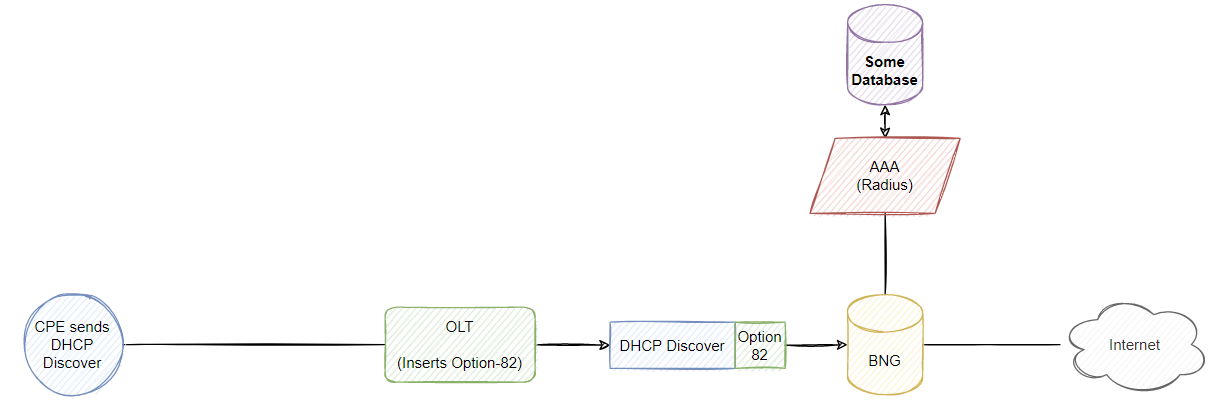 Some
Database
AAA
(Radius)
CPE sends
DHCP
Discover
OLT
(Inserts Option-82)
DHCP Discover
Option
82
BNG
Internet